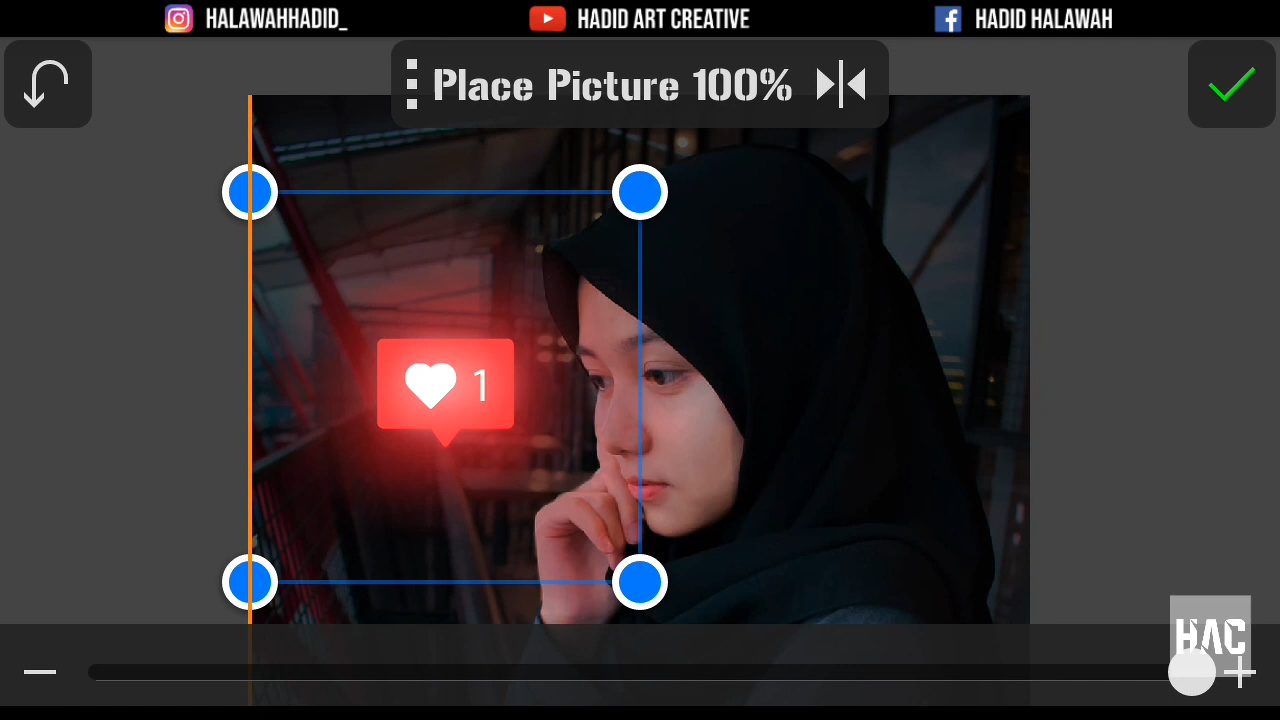 HALAWAHHADID_
HADID ART CREATIVE
HADID HALAWAH
Place Picture 100%
1
HAC